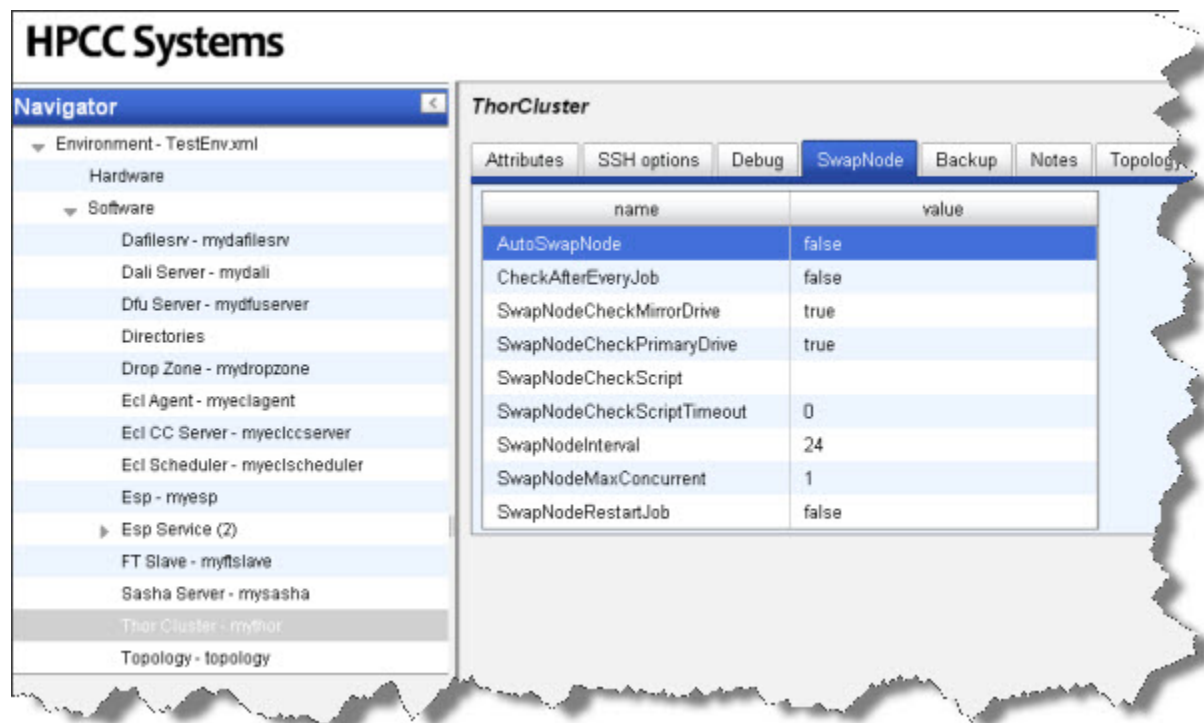 HPCC Systems
Navigator
Environment - TestEnv.xml
Hardware
Software
Dafilesrv - mydafilesrv
Dali Server - mydali
Dfu Server - mydfuserver
Directories
Drop Zone - mydropzone
Ecl Agent - myeclagent
Ecl CC Server - myeclccserver
Ecl Scheduler - myeclscheduler
Esp - myesp
Esp Service (2)
FT Slave - myftslave
Sasha Server - mysasha
Thor Cluster - mythor
Topology - topology
ThorCluster
Attributes SSH options Debug SwapNode Backup Notes Topology
name value
AutoSwapNode false
CheckAfterEveryJob false
SwapNodeCheckMirrorDrive true
SwapNodeCheckPrimaryDrive true
SwapNodeCheckScript
SwapNodeCheckScriptTimeout 0
SwapNodeInterval 24
SwapNodeMaxConcurrent 1
SwapNodeRestartJob false